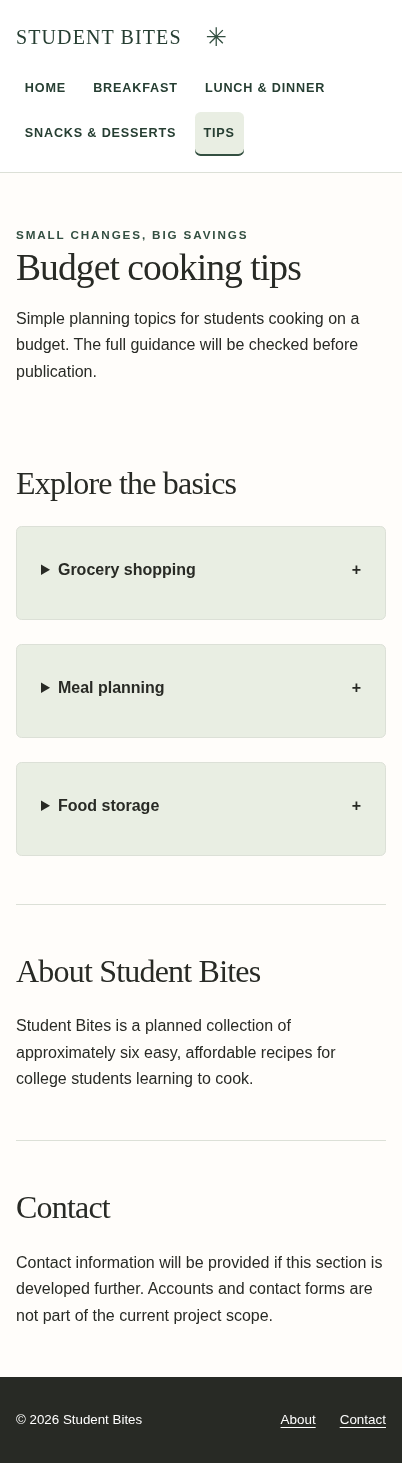 STUDENT BITES
HOME BREAKFAST LUNCH & DINNER
SNACKS & DESSERTS TIPS
SMALL CHANGES, BIG SAVINGS
Budget cooking tips
Simple planning topics for students cooking on a
budget. The full guidance will be checked before
publication.
Explore the basics
Grocery shopping +
Meal planning +
Food storage +
About Student Bites
Student Bites is a planned collection of
approximately six easy, affordable recipes for
college students learning to cook.
Contact
Contact information will be provided if this section is
developed further. Accounts and contact forms are
not part of the current project scope.
© 2026 Student Bites About Contact